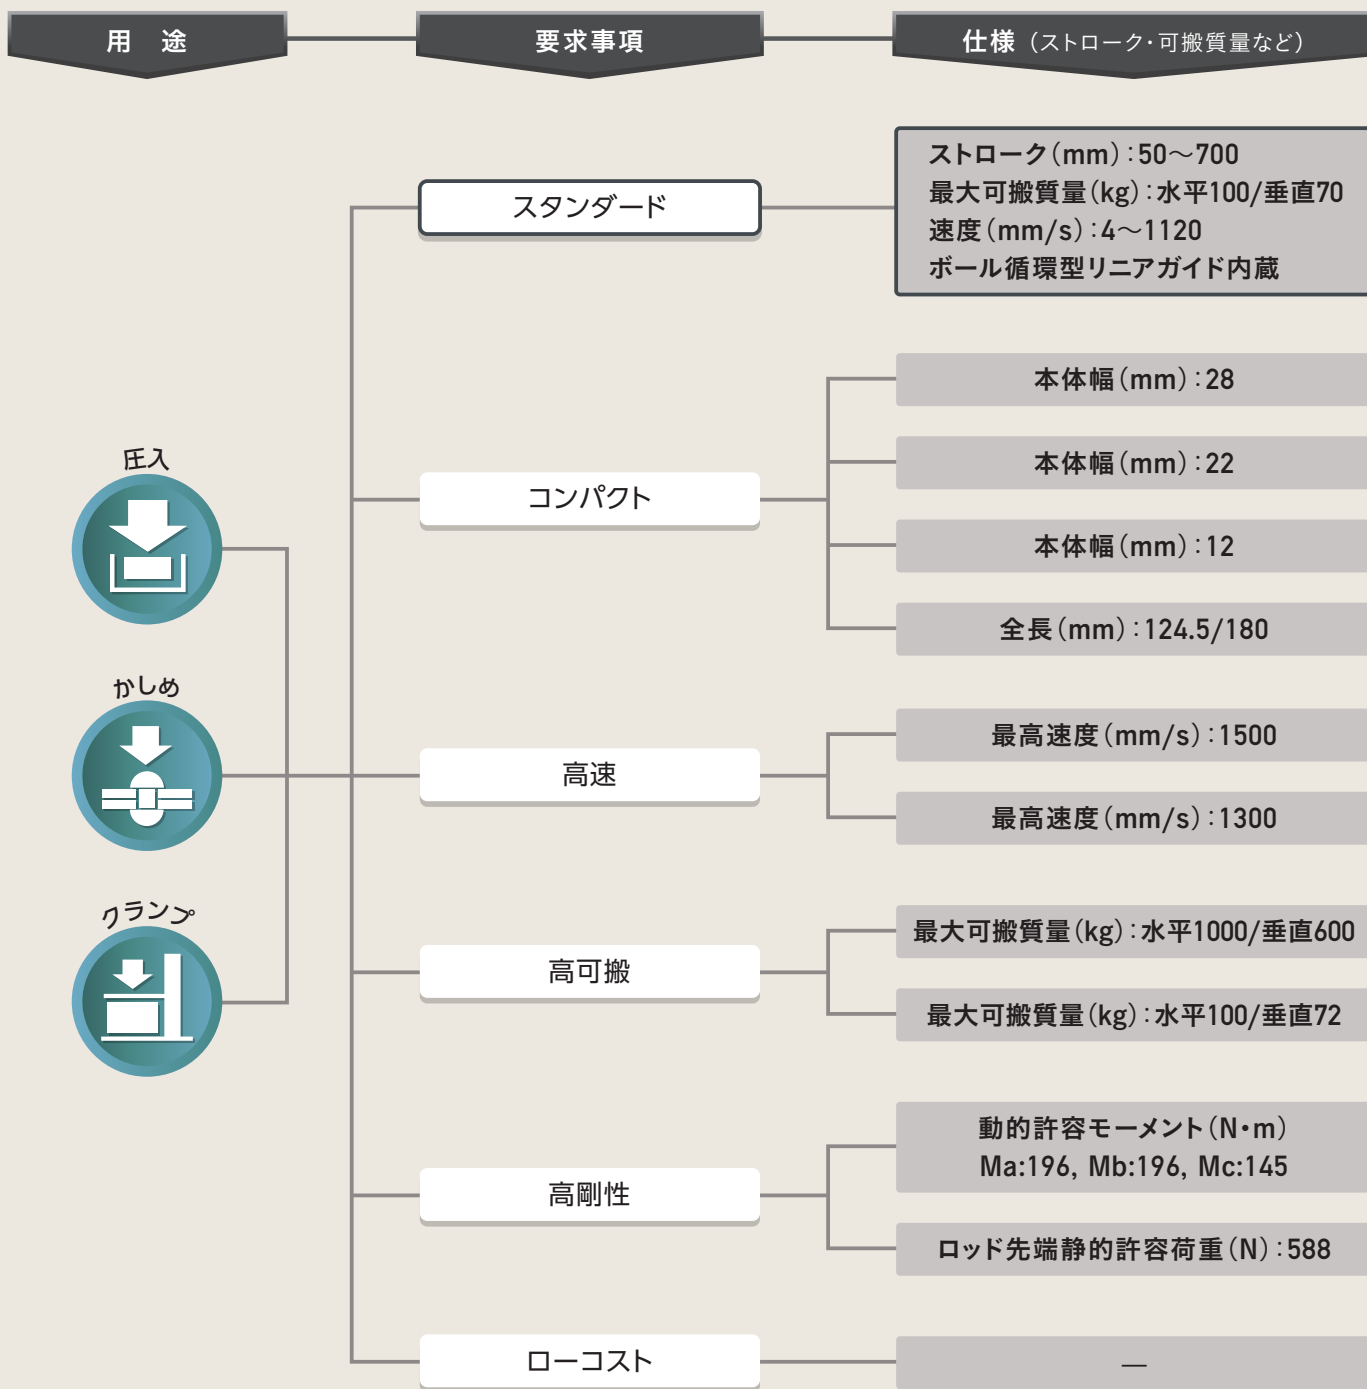 用　途
要求事項
仕様（ストローク・可搬質量など）
圧入
かしめ
クランプ
スタンダード
ストローク（mm）：50～700
最大可搬質量（kg）：水平100/垂直70
速度（mm/s）：4～1120
ボール循環型リニアガイド内蔵
コンパクト
本体幅（mm）：28
本体幅（mm）：22
本体幅（mm）：12
全長（mm）：124.5/180
高速
最高速度（mm/s）：1500
最高速度（mm/s）：1300
高可搬
最大可搬質量（kg）：水平1000/垂直600
最大可搬質量（kg）：水平100/垂直72
高剛性
動的許容モーメント（N・m）
Ma:196, Mb:196, Mc:145
ロッド先端静的許容荷重（N）：588
ローコスト
—